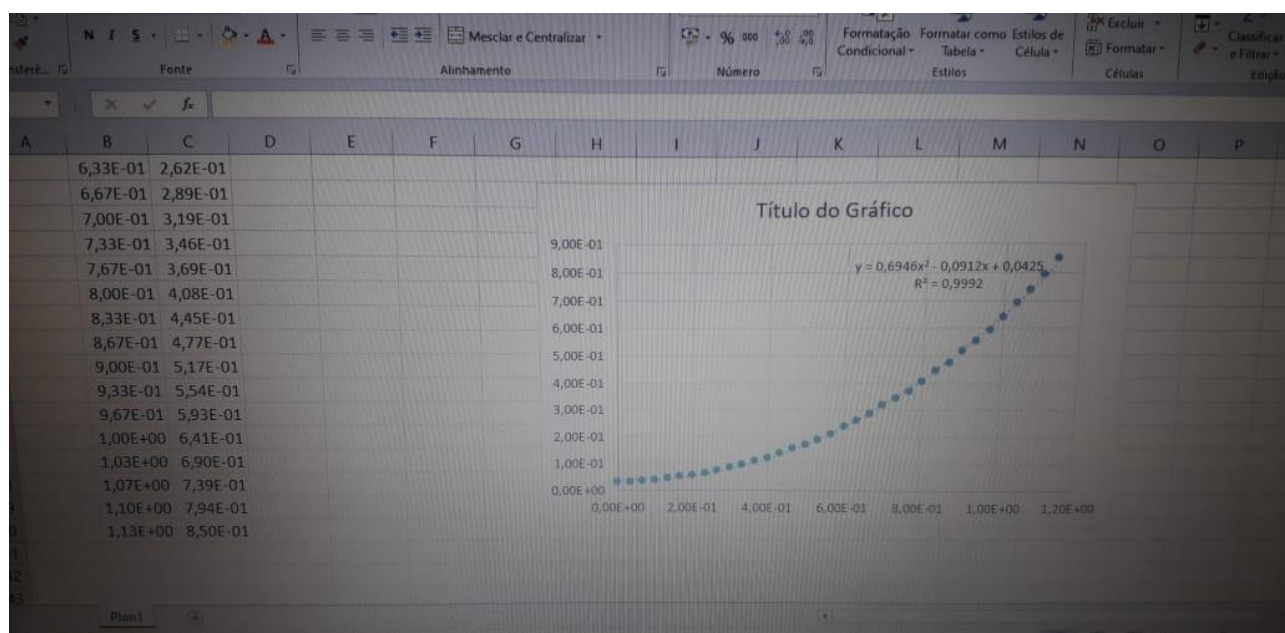 N I S
Mesclar e Centralizar
% 000
Formatação Condicional
Formatar como Tabela
Estilos de Célula
Excluir
Formatar
Classificar e Filtrar
Fonte
Alinhamento
Número
Estilos
Células
Edição
fx
A B C D E F G H I J K L M N O P
6,33E-01 2,62E-01
6,67E-01 2,89E-01
7,00E-01 3,19E-01
7,33E-01 3,46E-01
7,67E-01 3,69E-01
8,00E-01 4,08E-01
8,33E-01 4,45E-01
8,67E-01 4,77E-01
9,00E-01 5,17E-01
9,33E-01 5,54E-01
9,67E-01 5,93E-01
1,00E+00 6,41E-01
1,03E+00 6,90E-01
1,07E+00 7,39E-01
1,10E+00 7,94E-01
1,13E+00 8,50E-01
Título do Gráfico
y = 0,6946x² - 0,0912x + 0,0425
R² = 0,9992
9,00E-01
8,00E-01
7,00E-01
6,00E-01
5,00E-01
4,00E-01
3,00E-01
2,00E-01
1,00E-01
0,00E+00
0,00E+00 2,00E-01 4,00E-01 6,00E-01 8,00E-01 1,00E+00 1,20E+00
Plan1